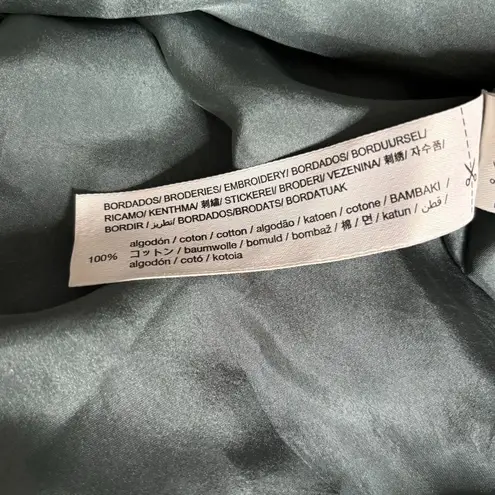 BORDADOS/ BRODERIES/ EMBROIDERY/ BORDADOS/ BORDUURSEL/
RICAMO/ KENTHMA/ 刺繍/ STICKEREI/ BRODERI/ VEZENINA/ 刺绣/ 자수품/
BORDIR / تطريز/ BORDADOS/BRODATS/ BORDATUAK
100% algodón / coton / cotton / algodão / katoen / cotone / BAMBAKI /
コットン / baumwolle / bomuld / bombaž / 棉 / 면 / katun / قطن /
algodón / cotó / kotoia